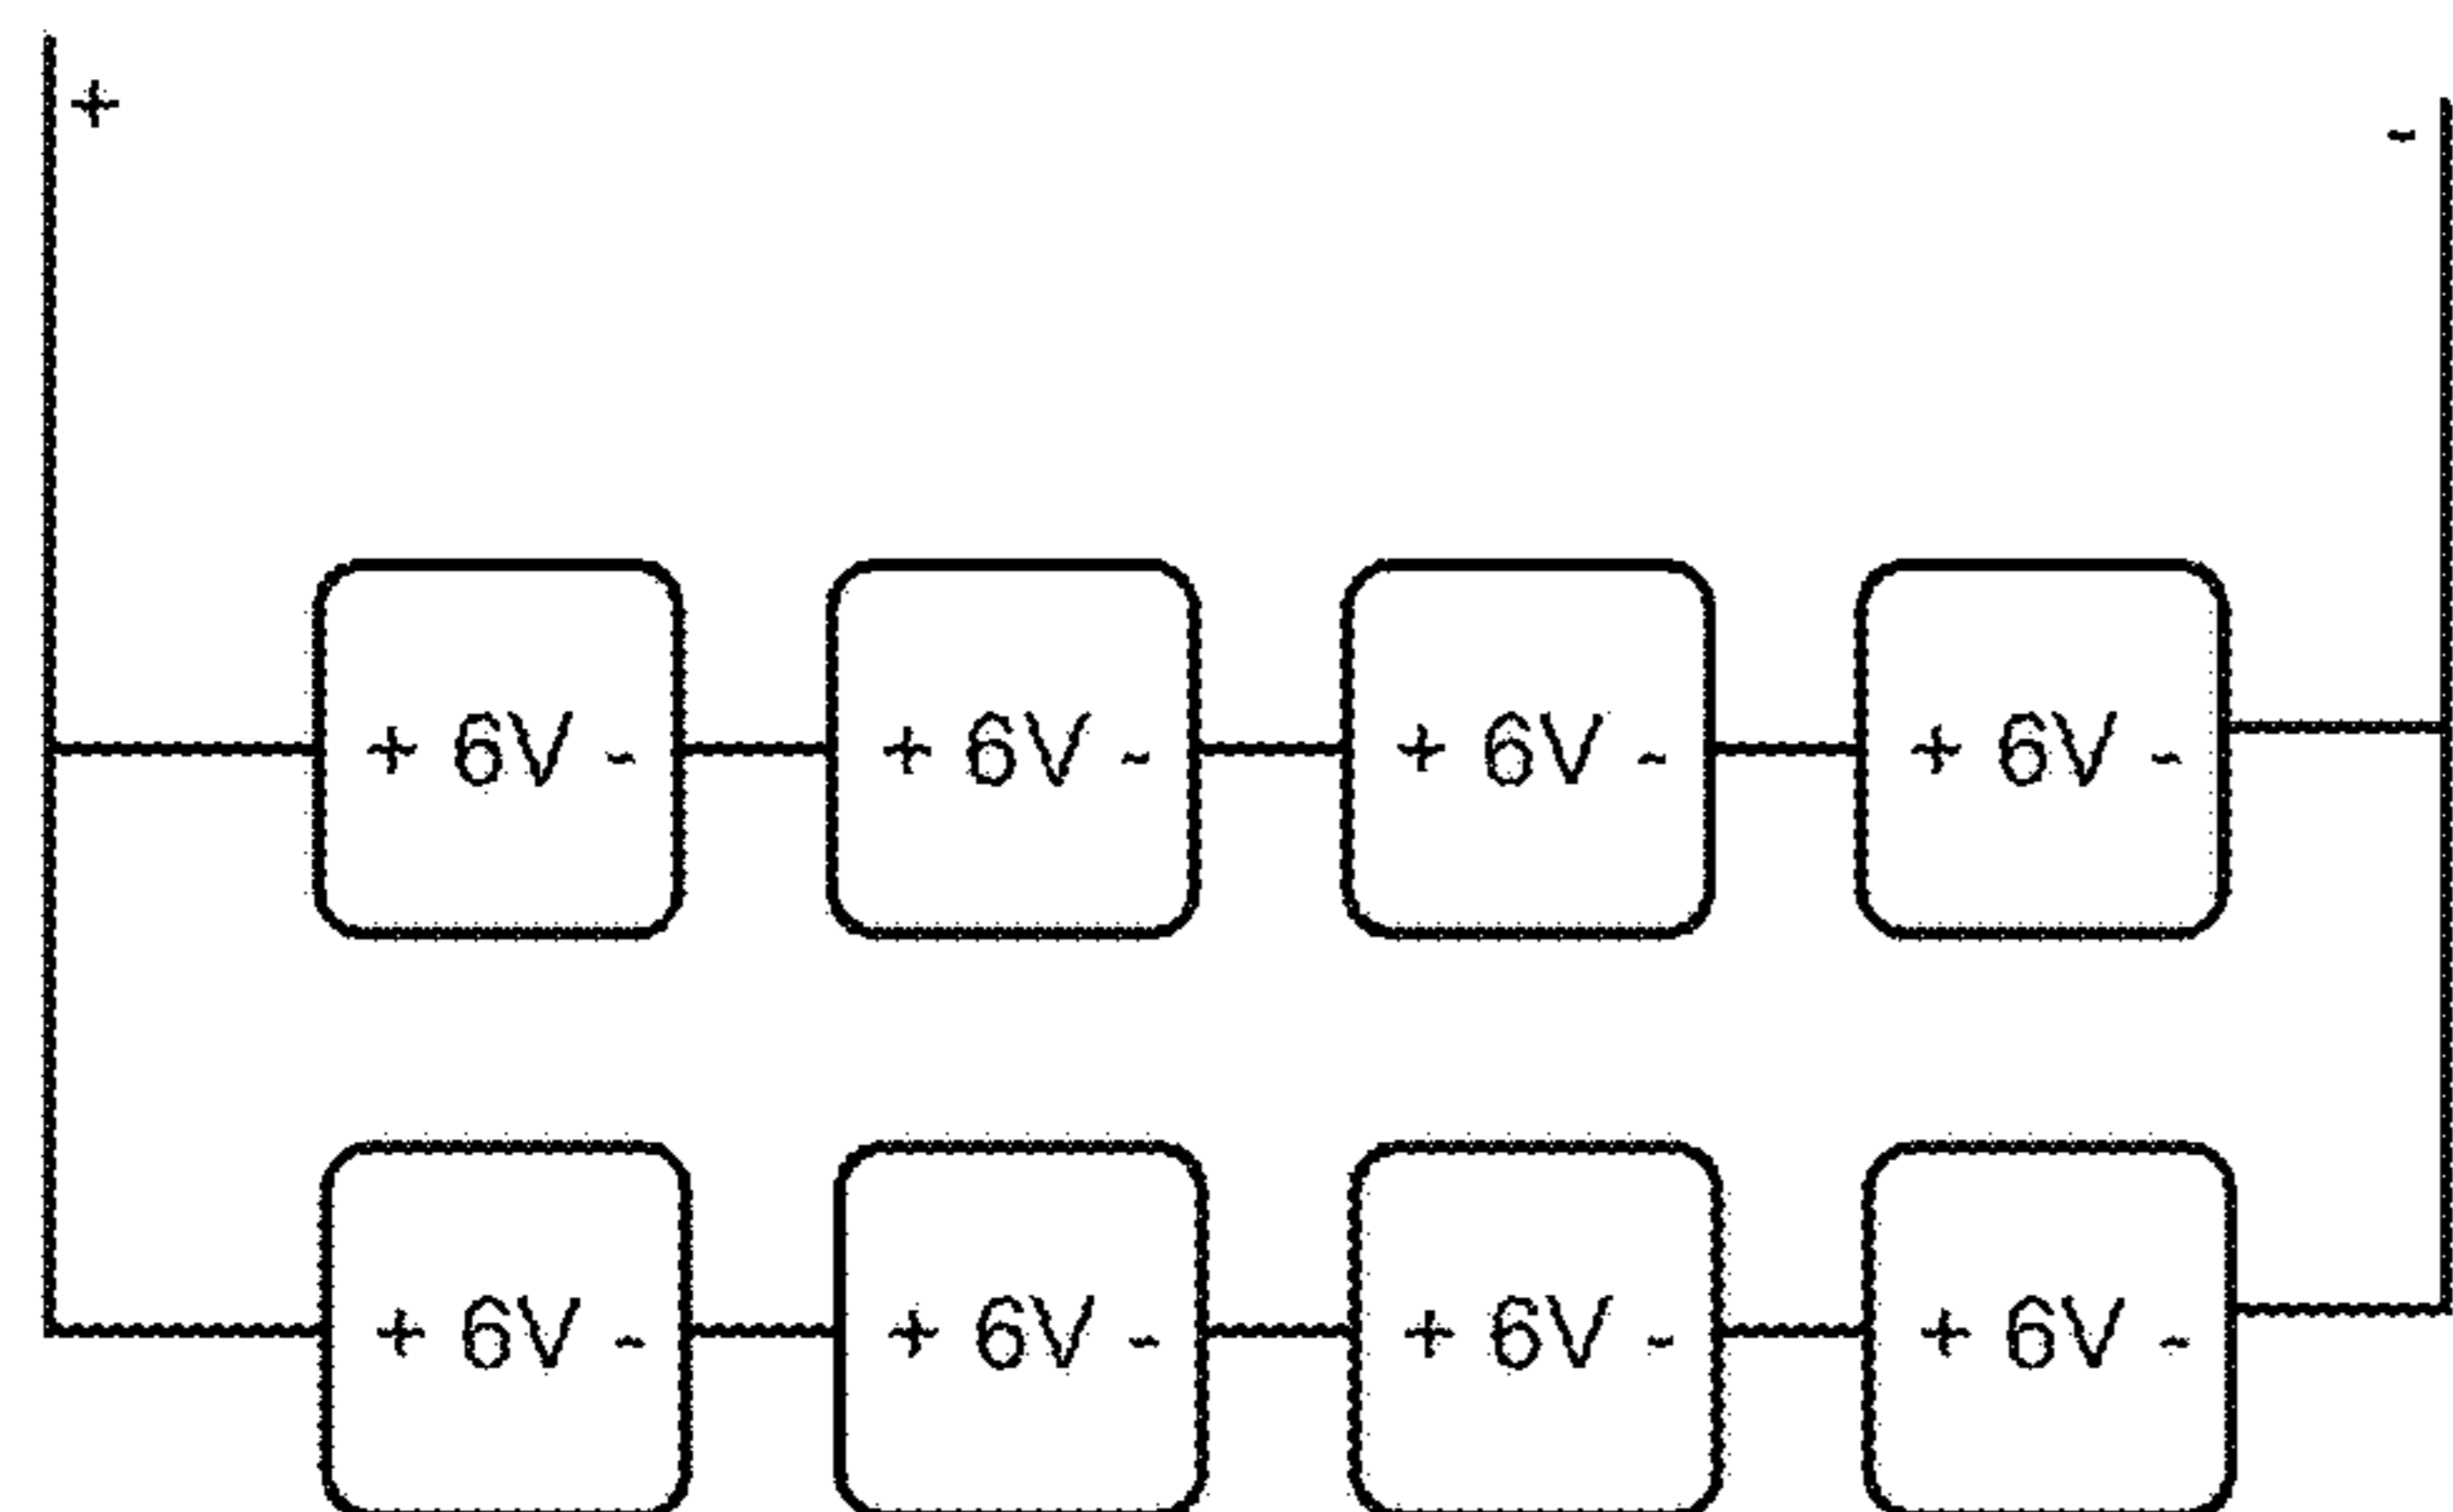 +
-
+ 6V - + 6V - + 6V - + 6V -
+ 6V - + 6V - + 6V - + 6V -